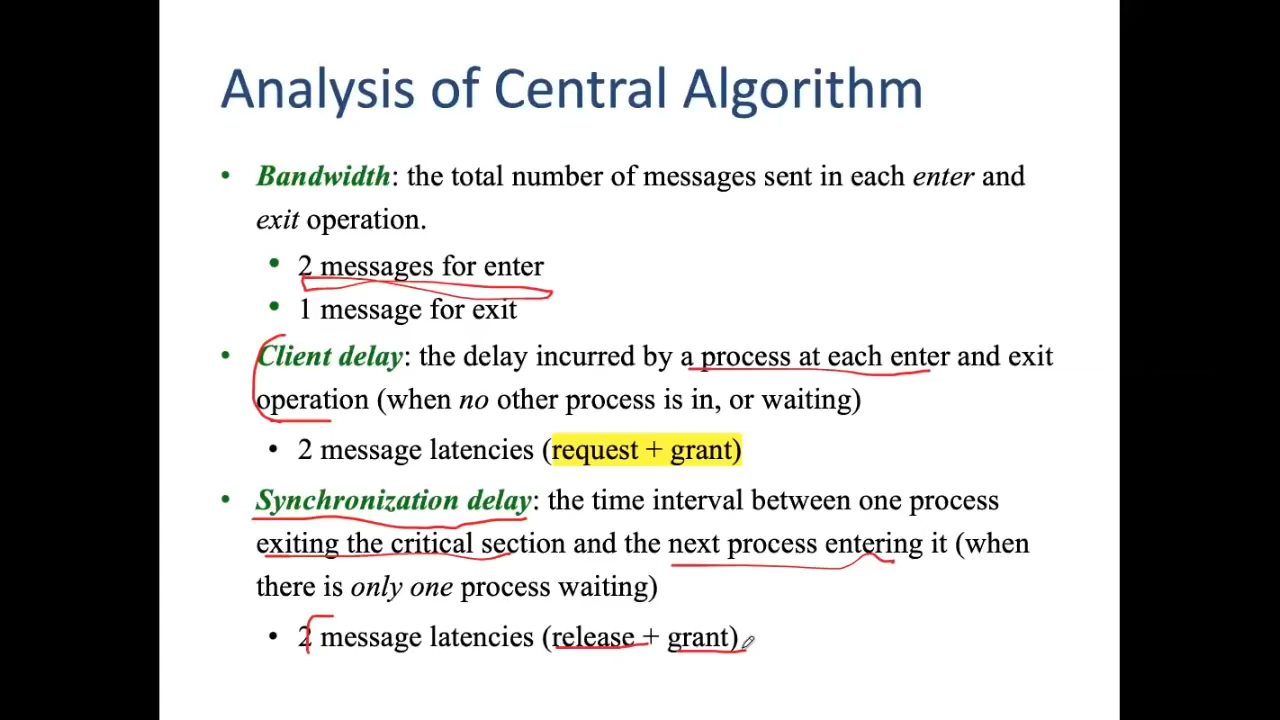 Analysis of Central Algorithm
• Bandwidth: the total number of messages sent in each enter and
exit operation.
• 2 messages for enter
• 1 message for exit
• Client delay: the delay incurred by a process at each enter and exit
operation (when no other process is in, or waiting)
• 2 message latencies (request + grant)
• Synchronization delay: the time interval between one process
exiting the critical section and the next process entering it (when
there is only one process waiting)
• 2 message latencies (release + grant)